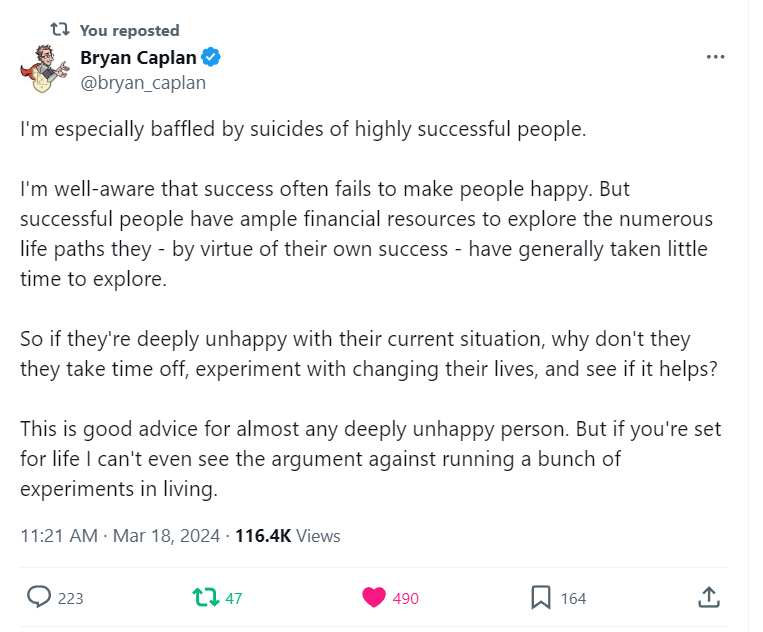 You reposted
Bryan Caplan
@bryan_caplan
I'm especially baffled by suicides of highly successful people.
I'm well-aware that success often fails to make people happy. But
successful people have ample financial resources to explore the numerous
life paths they - by virtue of their own success - have generally taken little
time to explore.
So if they're deeply unhappy with their current situation, why don't they
they take time off, experiment with changing their lives, and see if it helps?
This is good advice for almost any deeply unhappy person. But if you're set
for life I can't even see the argument against running a bunch of
experiments in living.
11:21 AM · Mar 18, 2024 · 116.4K Views
223 47 490 164